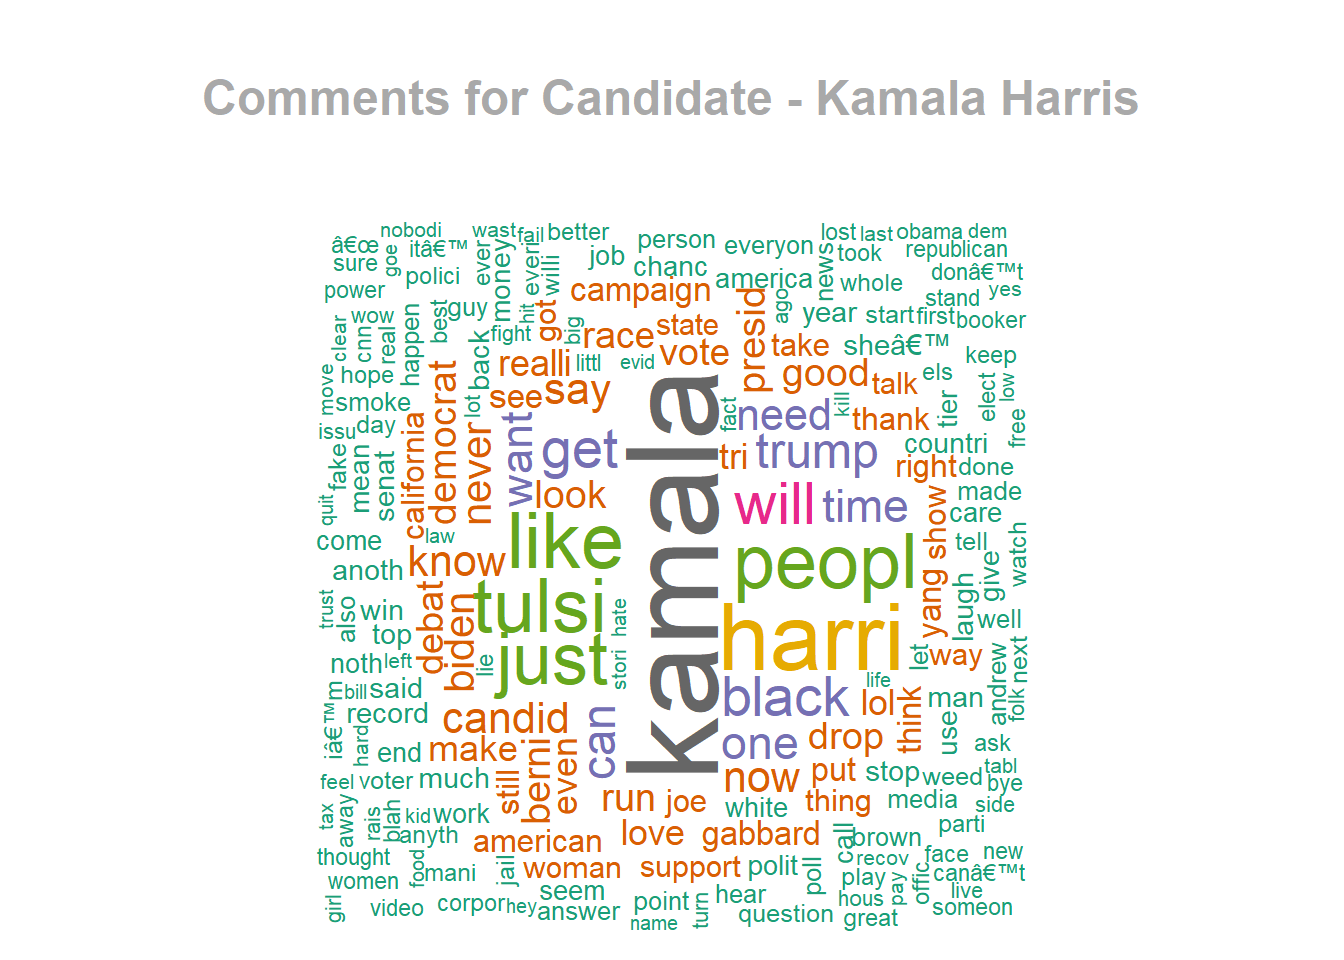 Comments for Candidate - Kamala Harris
nobodi
wast
fail
better
person
everyon
lost
last
obama
dem
â€œ
itâ€™
goe
ever
money
everi
willi
job
chanc
america
news
took
republican
sure
polici
donâ€™t
power
guy
hit
got
campaign
ago
year
whole
stand
yes
wow
best
fight
big
race
state
presid
start
first
booker
clear
cnn
real
happen
back
realli
littl
evid
vote
take
sheâ€™
keep
move
hope
democrat
lot
see
say
good
talk
els
elect
low
smoke
kamala
fact
need
kill
thank
tier
free
issu
day
california
never
want
get
tri
trump
countri
fake
mean
senat
right
done
quit
look
will
time
yang
show
made
care
come
law
like
peopl
tell
watch
anoth
know
give
trust
also
win
debat
biden
tulsi
hate
harri
laugh
well
top
just
lie
stori
let
way
next
noth
left
life
andrew
folk
iâ€™m
bill
said
black
lol
think
man
record
candid
can
one
drop
use
ask
hard
end
make
tabl
feel
voter
much
still
berni
even
now
put
stop
weed
bye
tax
away
rais
blah
kid
work
run
joe
white
thing
media
side
anyth
american
love
gabbard
call
brown
parti
thought
food
jail
woman
support
polit
poll
recov
face
new
women
mani
seem
play
pay
offic
canâ€™t
live
girl
video
corpor
hey
answer
point
turn
hear
question
hous
great
someon
name